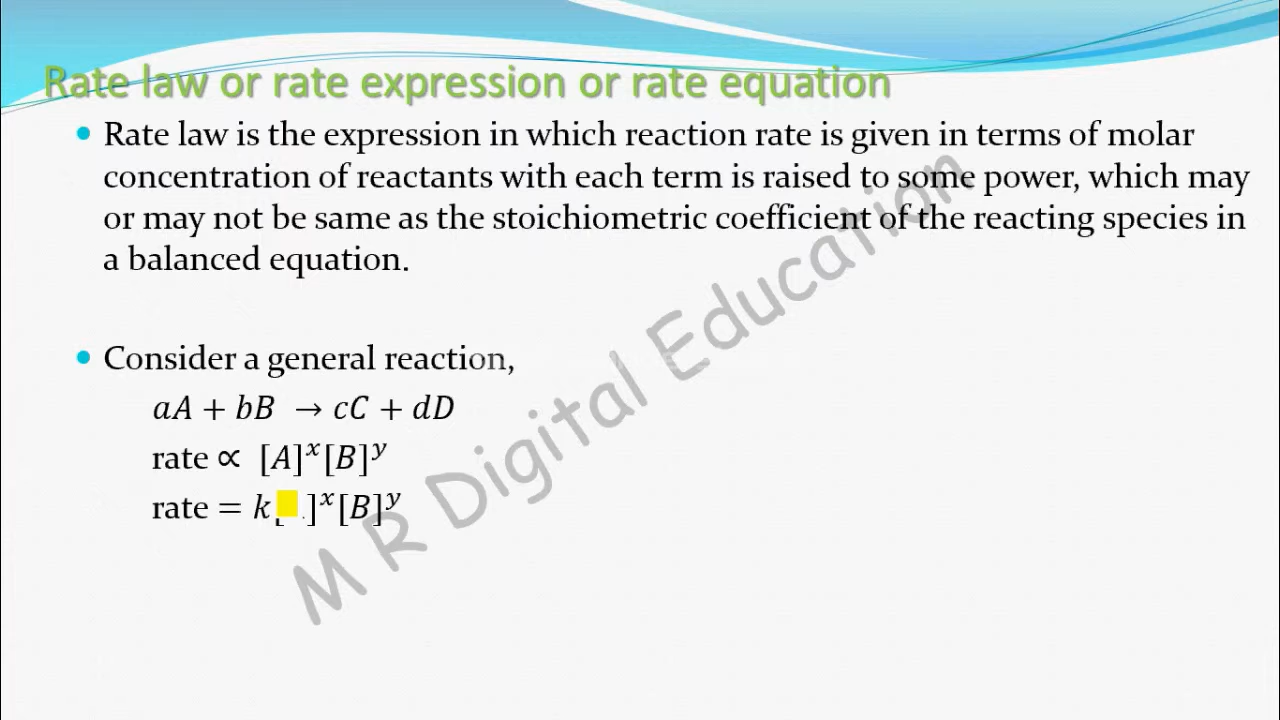 Rate law or rate expression or rate equation
• Rate law is the expression in which reaction rate is given in terms of molar
concentration of reactants with each term is raised to some power, which may
or may not be same as the stoichiometric coefficient of the reacting species in
a balanced equation.
• Consider a general reaction,
aA + bB → cC + dD
rate ∝ [A]^x[B]^y
rate = k[ ]^x[B]^y
M R Digital Education